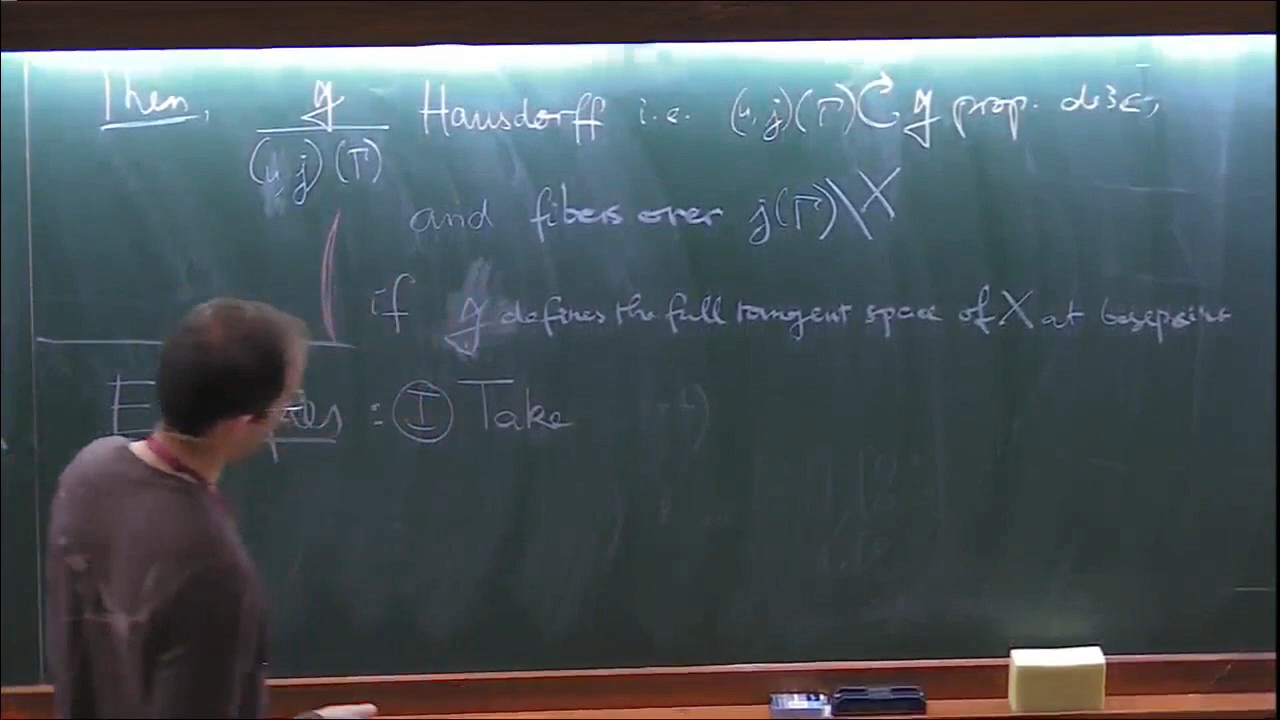 Then, 𝔤 / (u, j)(Γ) Hausdorff i.e. (u, j)(Γ) ↻ 𝔤 prop. disc.,
and fibers over j(Γ)\X
if 𝔤 defines the full tangent space of X at basepoint
: Ⓘ Take